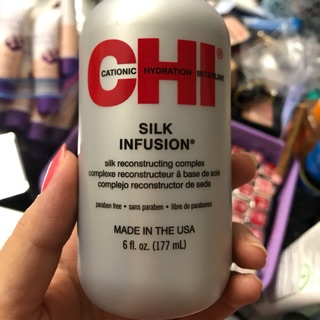 CHI®
CATIONIC HYDRATION INTERLINK
SILK
INFUSION®
silk reconstructing complex
complexe reconstructeur à base de soie
complejo reconstructor de seda
paraben free • sans paraben • libre de parabenos
MADE IN THE USA
6 fl. oz. (177 mL)